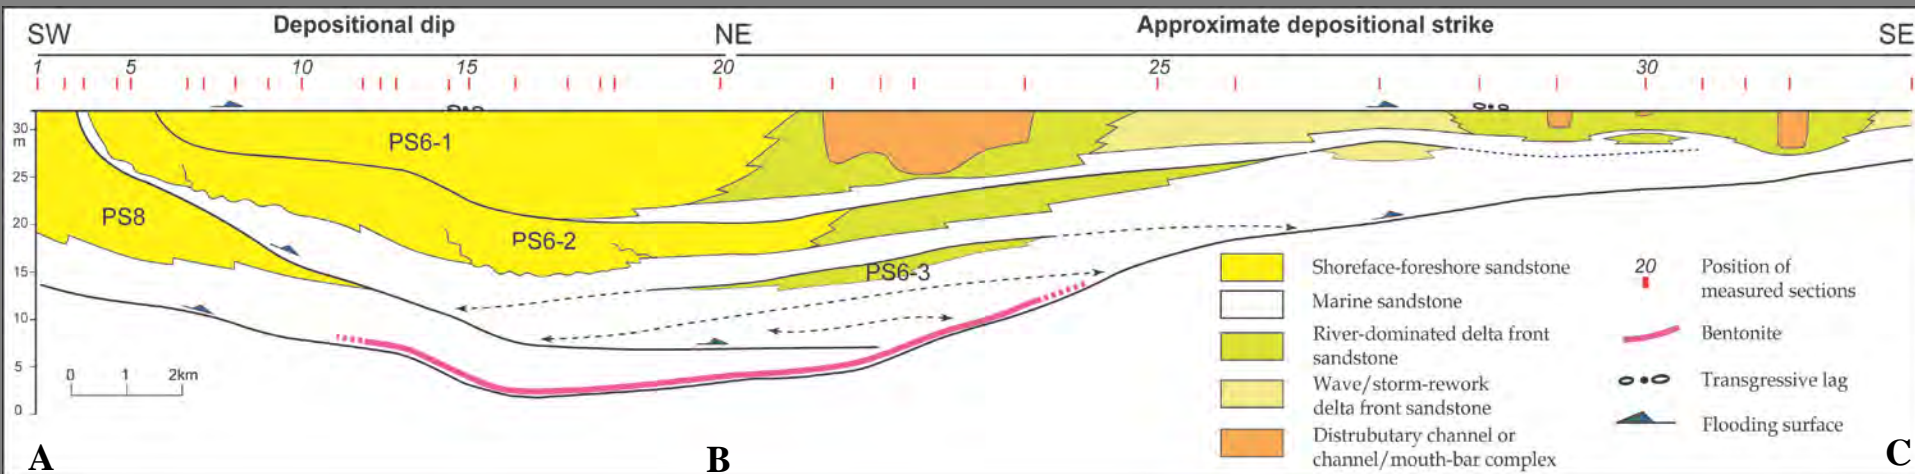 Depositional dip
Approximate depositional strike
SW
NE
SE
1 5 10 15 20 25 30
30
m
25
20
15
10
5
0
PS6-1
PS8
PS6-2
PS6-3
0 1 2km
Shoreface-foreshore sandstone
Marine sandstone
River-dominated delta front
sandstone
Wave/storm-rework
delta front sandstone
Distrubutary channel or
channel/mouth-bar complex
20
Position of
measured sections
Bentonite
Transgressive lag
Flooding surface
A
B
C